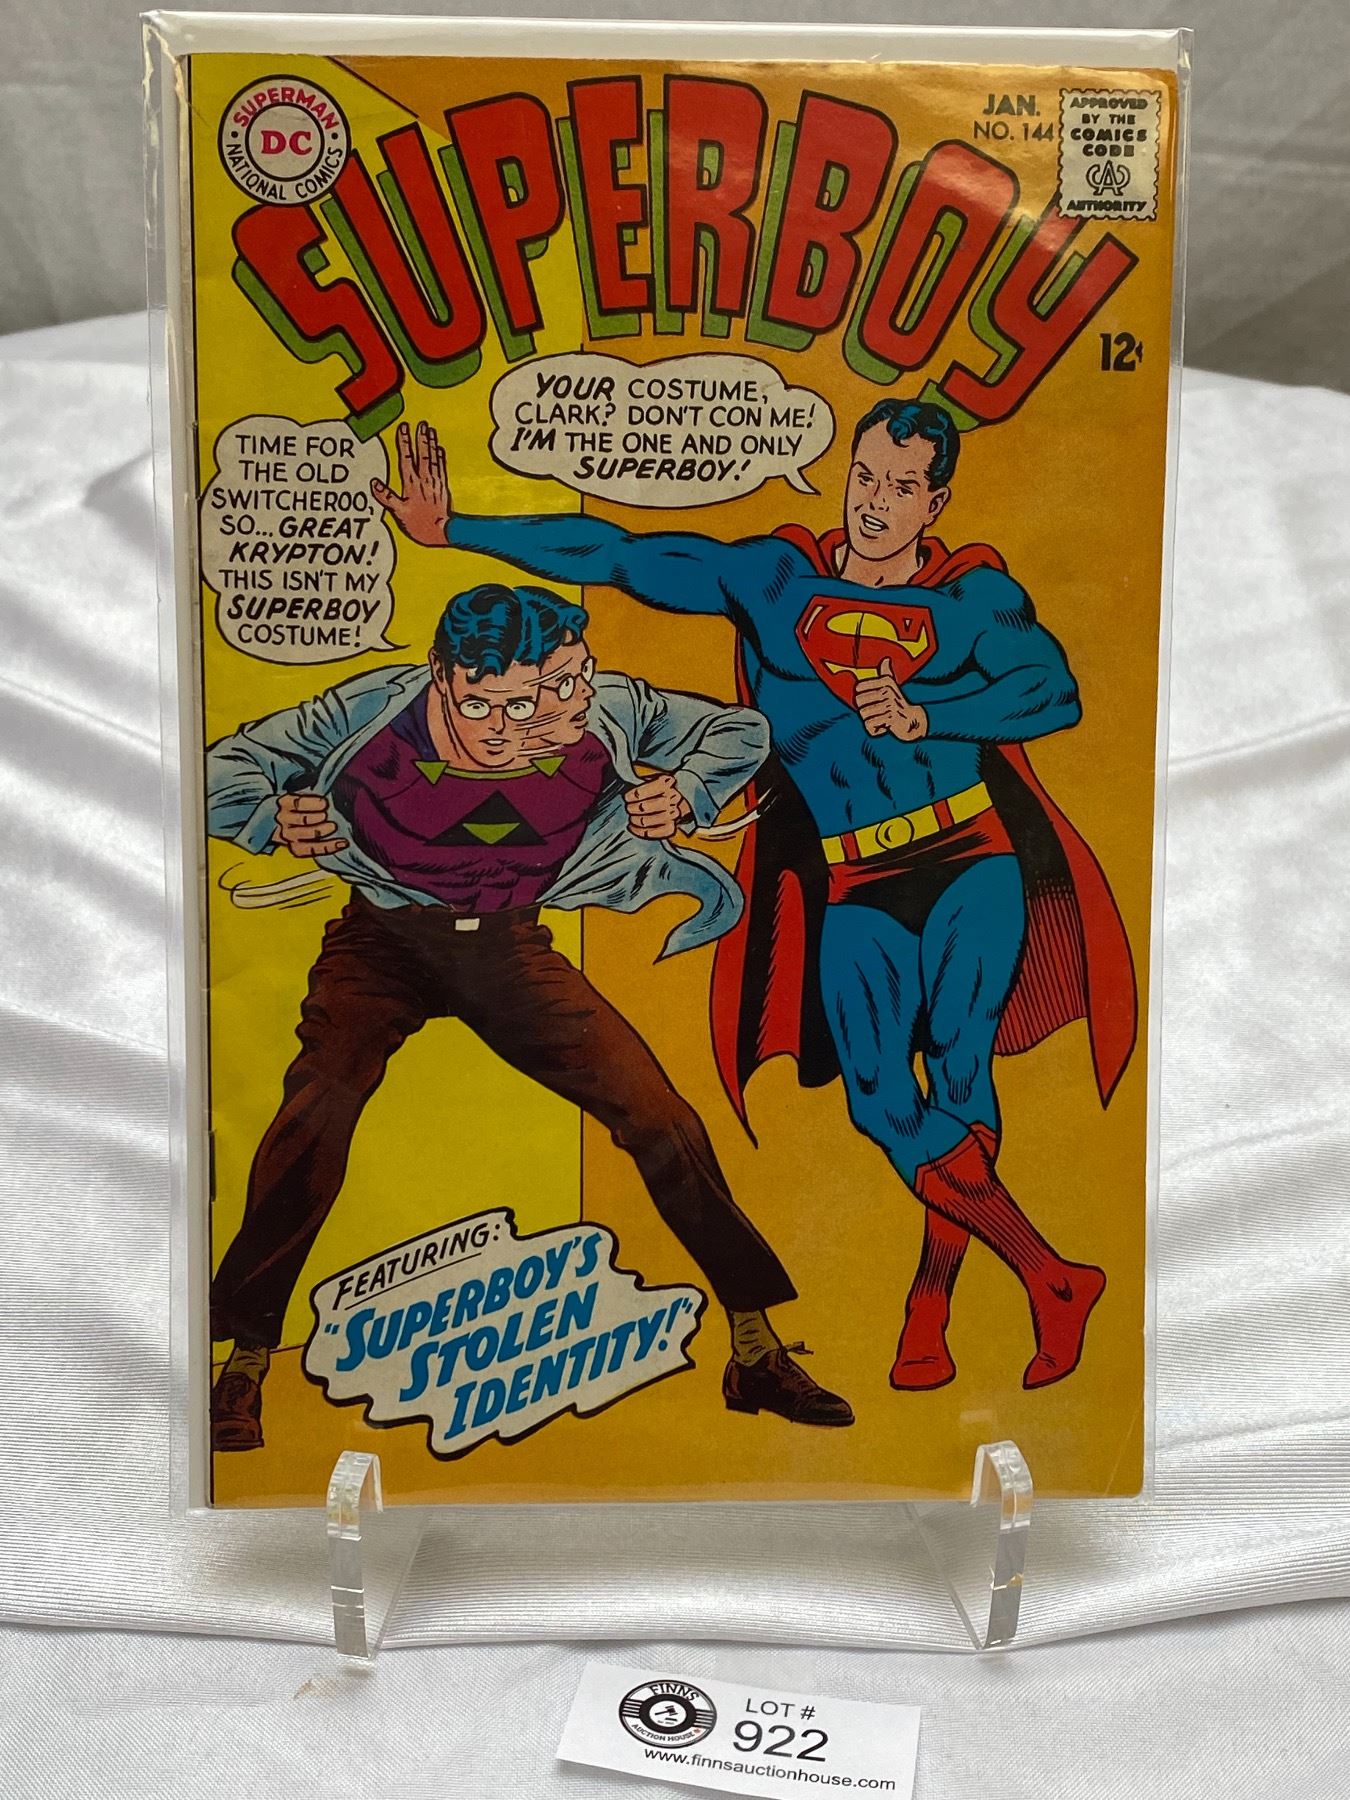 SUPERMAN
DC
NATIONAL COMICS
SUPERBOY
JAN.
NO. 144
APPROVED
BY THE
COMICS
CODE
CA
AUTHORITY
12¢
YOUR COSTUME,
CLARK? DON'T CON ME!
I'M THE ONE AND ONLY
SUPERBOY!
TIME FOR
THE OLD
SWITCHEROO,
SO... GREAT
KRYPTON!
THIS ISN'T MY
SUPERBOY
COSTUME!
S
FEATURING:
"SUPERBOY'S
STOLEN
IDENTITY!"
FINNS
AUCTION HOUSE
LOT #
922
www.finnsauctionhouse.com